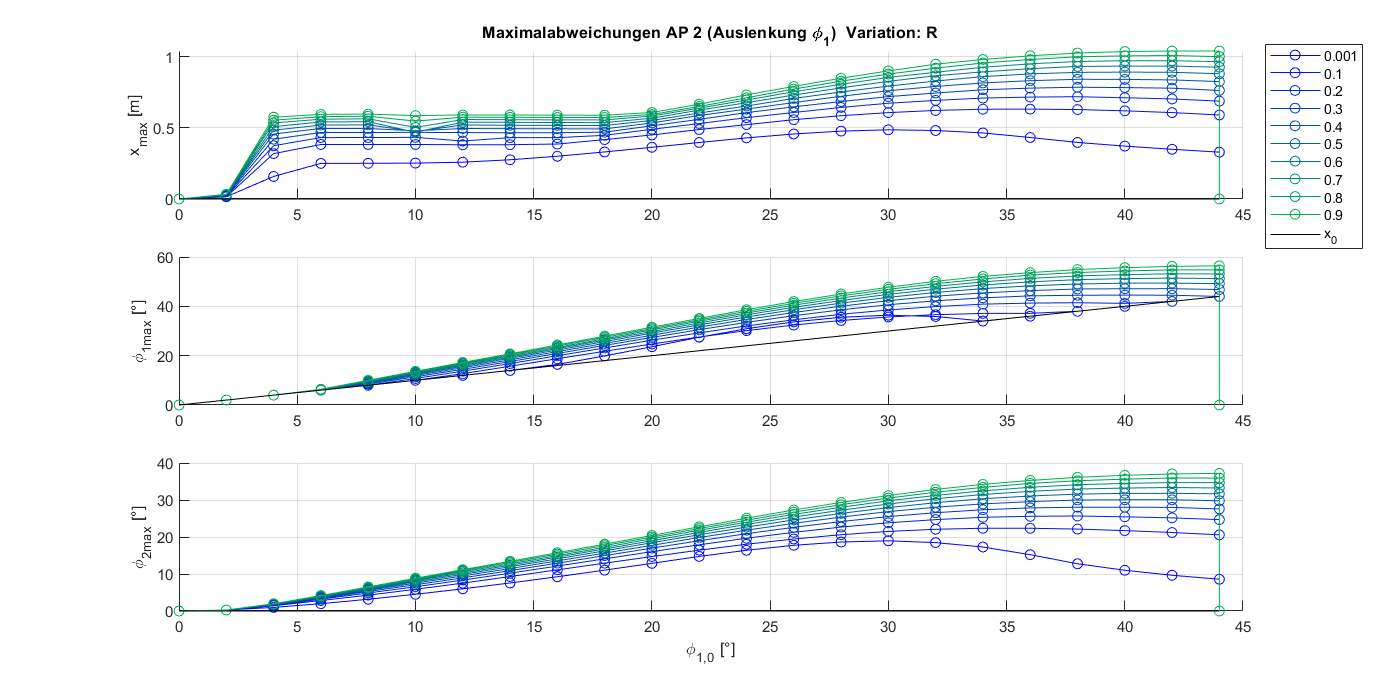 Maximalabweichungen AP 2 (Auslenkung ϕ₁) Variation: R
x_max [m]
1
0.5
0
0 5 10 15 20 25 30 35 40 45
0.001
0.1
0.2
0.3
0.4
0.5
0.6
0.7
0.8
0.9
x₀
ϕ_1max [°]
60
40
20
0
0 5 10 15 20 25 30 35 40 45
ϕ_2max [°]
40
30
20
10
0
0 5 10 15 20 25 30 35 40 45
ϕ_1,0 [°]